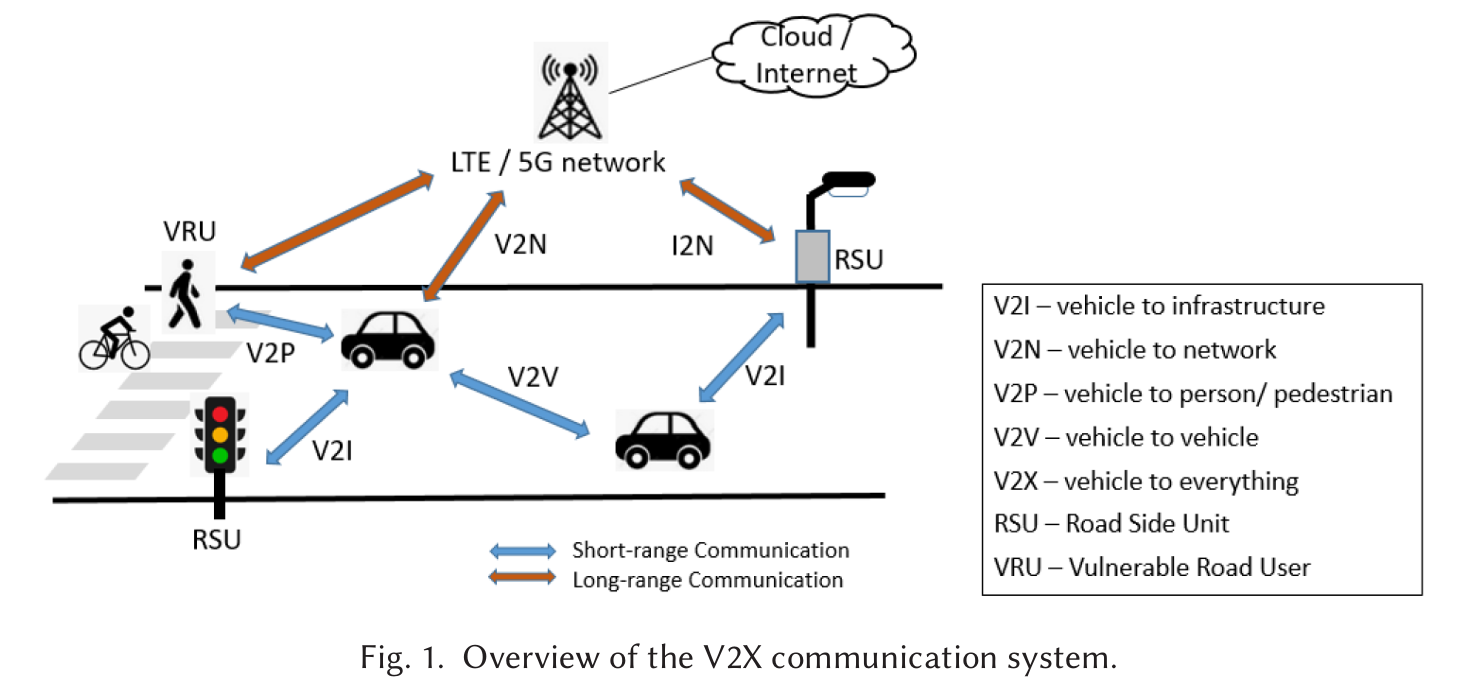 Cloud /
Internet
LTE / 5G network
VRU
V2N
I2N
RSU
V2P
V2V
V2I
V2I
RSU
Short-range Communication
Long-range Communication
V2I – vehicle to infrastructure
V2N – vehicle to network
V2P – vehicle to person/ pedestrian
V2V – vehicle to vehicle
V2X – vehicle to everything
RSU – Road Side Unit
VRU – Vulnerable Road User
Fig. 1. Overview of the V2X communication system.